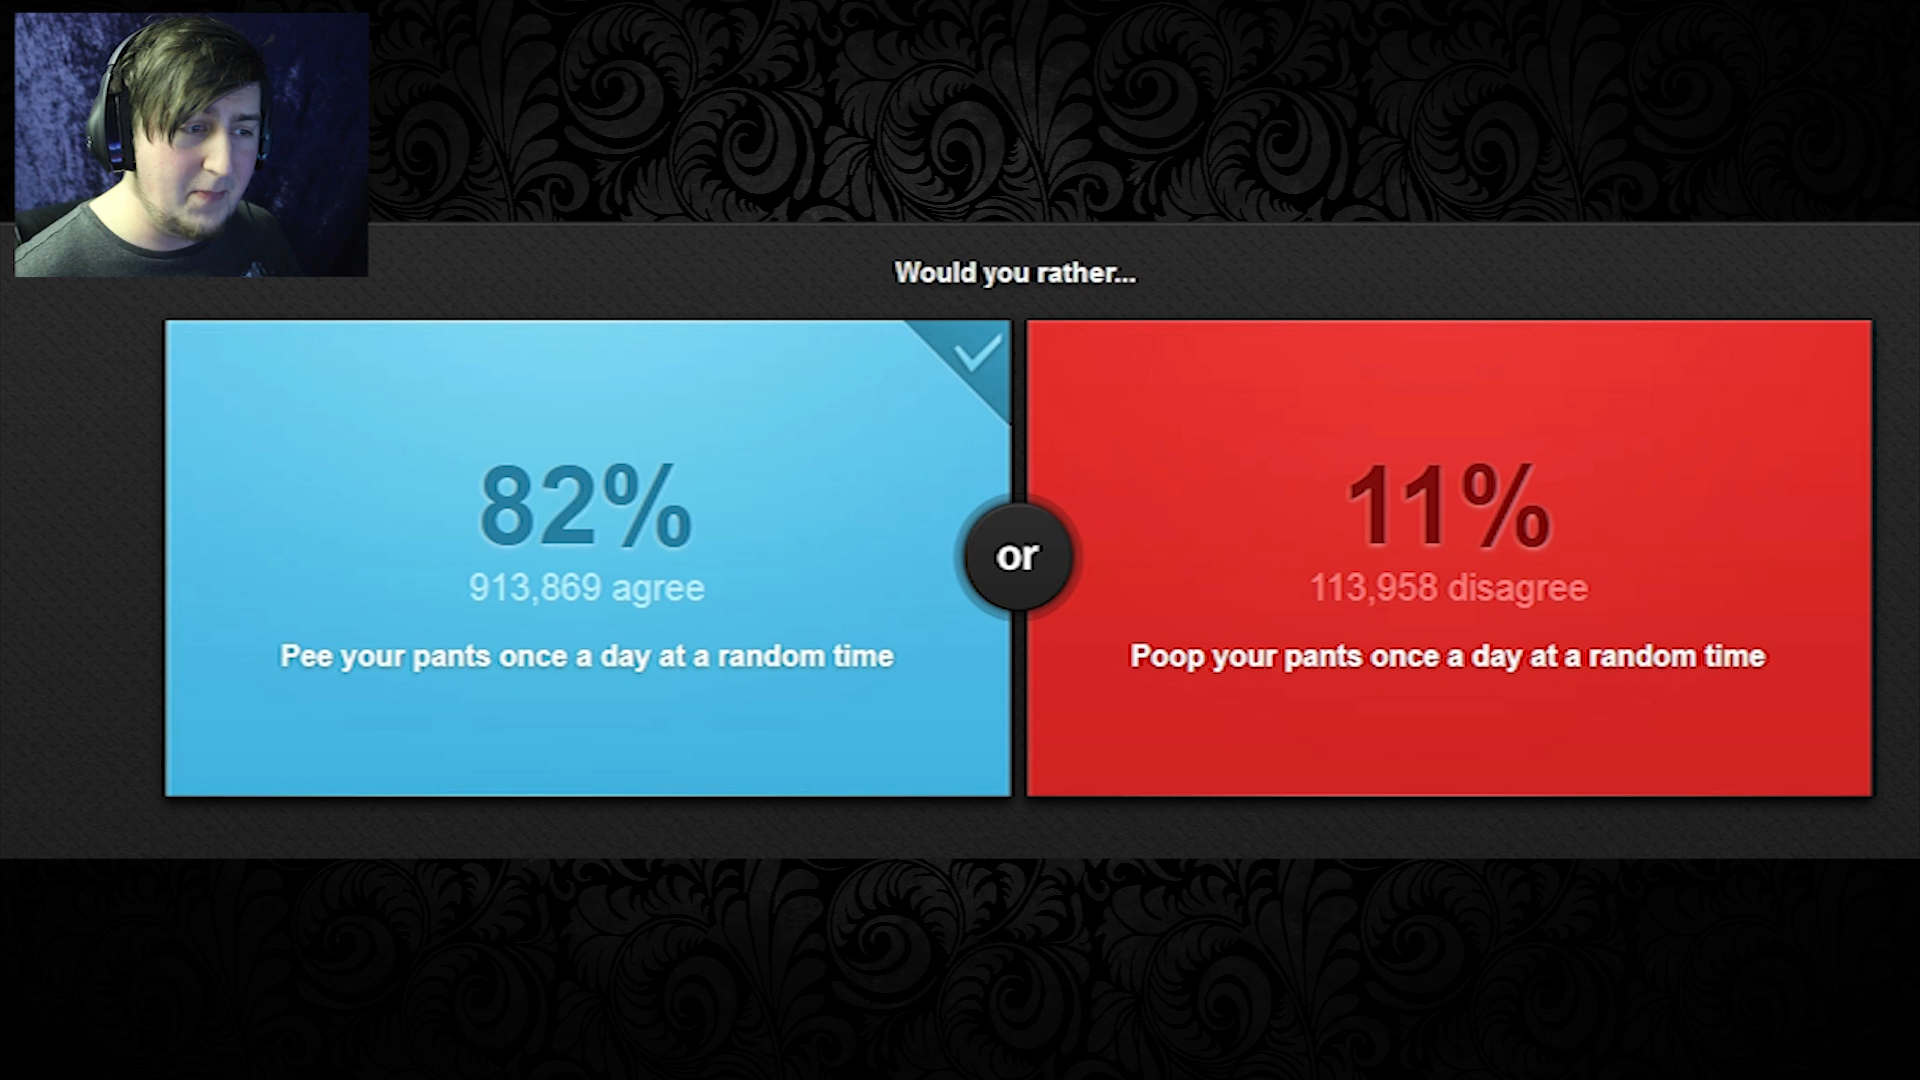 Would you rather...
82%
913,869 agree
Pee your pants once a day at a random time
or
11%
113,958 disagree
Poop your pants once a day at a random time